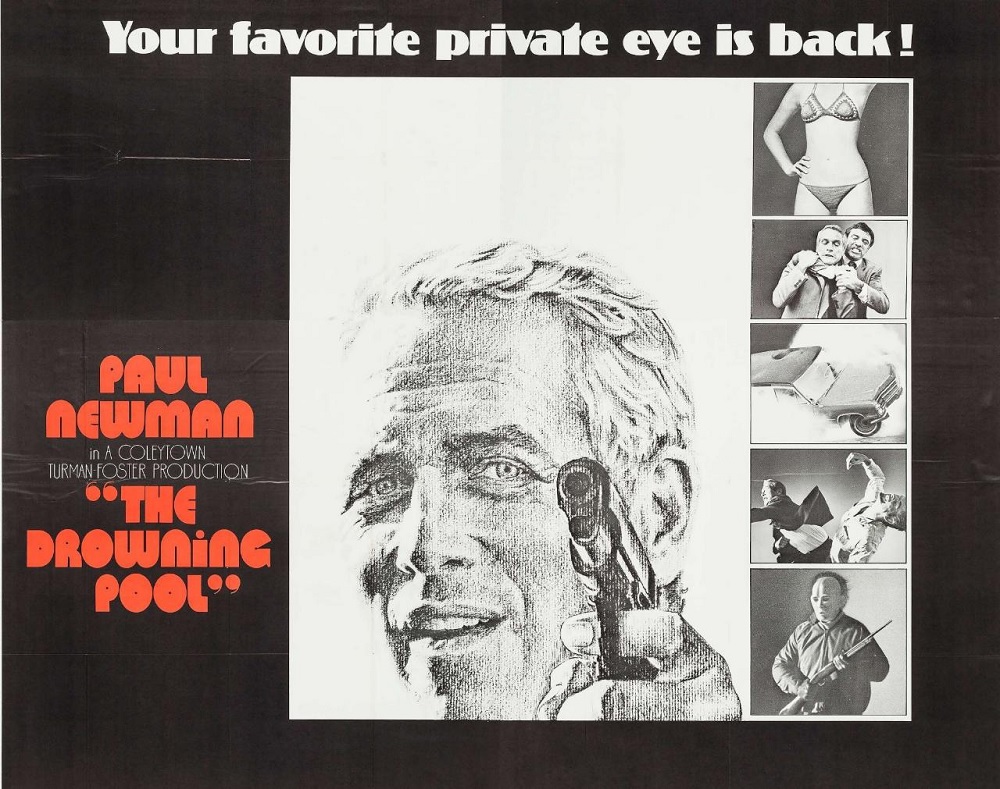 Your favorite private eye is back!
PAUL
NEWMAN
in A COLEYTOWN
TURMAN FOSTER PRODUCTION
“THE
DROWNiNG
POOL”